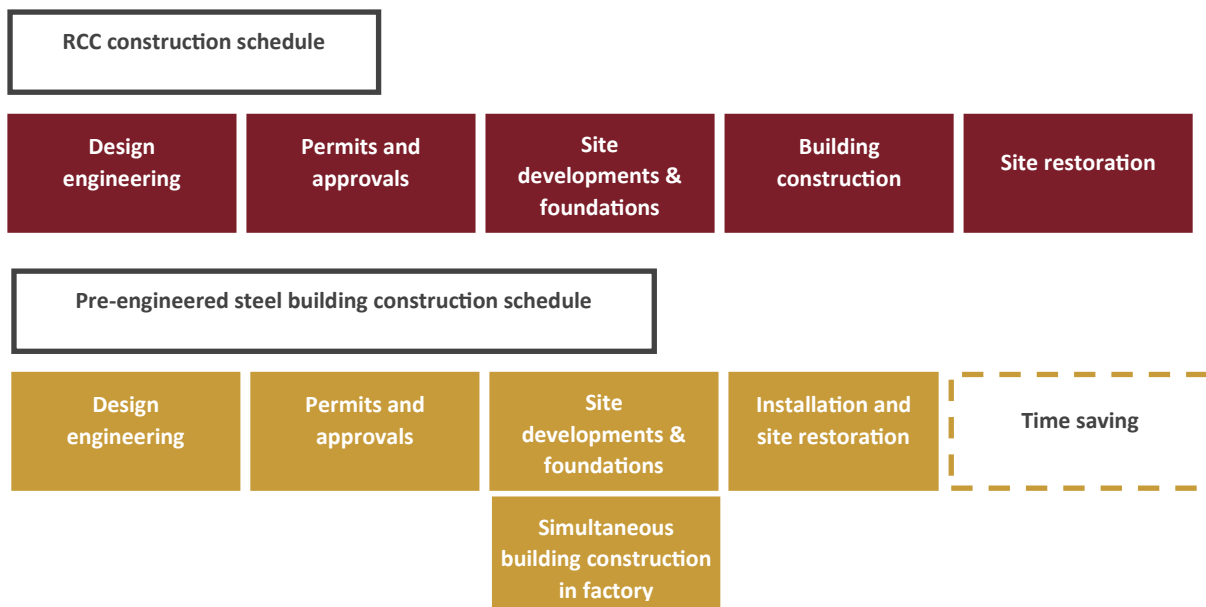 RCC construction schedule
Design
engineering
Permits and
approvals
Site
developments &
foundations
Building
construction
Site restoration
Pre-engineered steel building construction schedule
Design
engineering
Permits and
approvals
Site
developments &
foundations
Installation and
site restoration
Time saving
Simultaneous
building construction
in factory